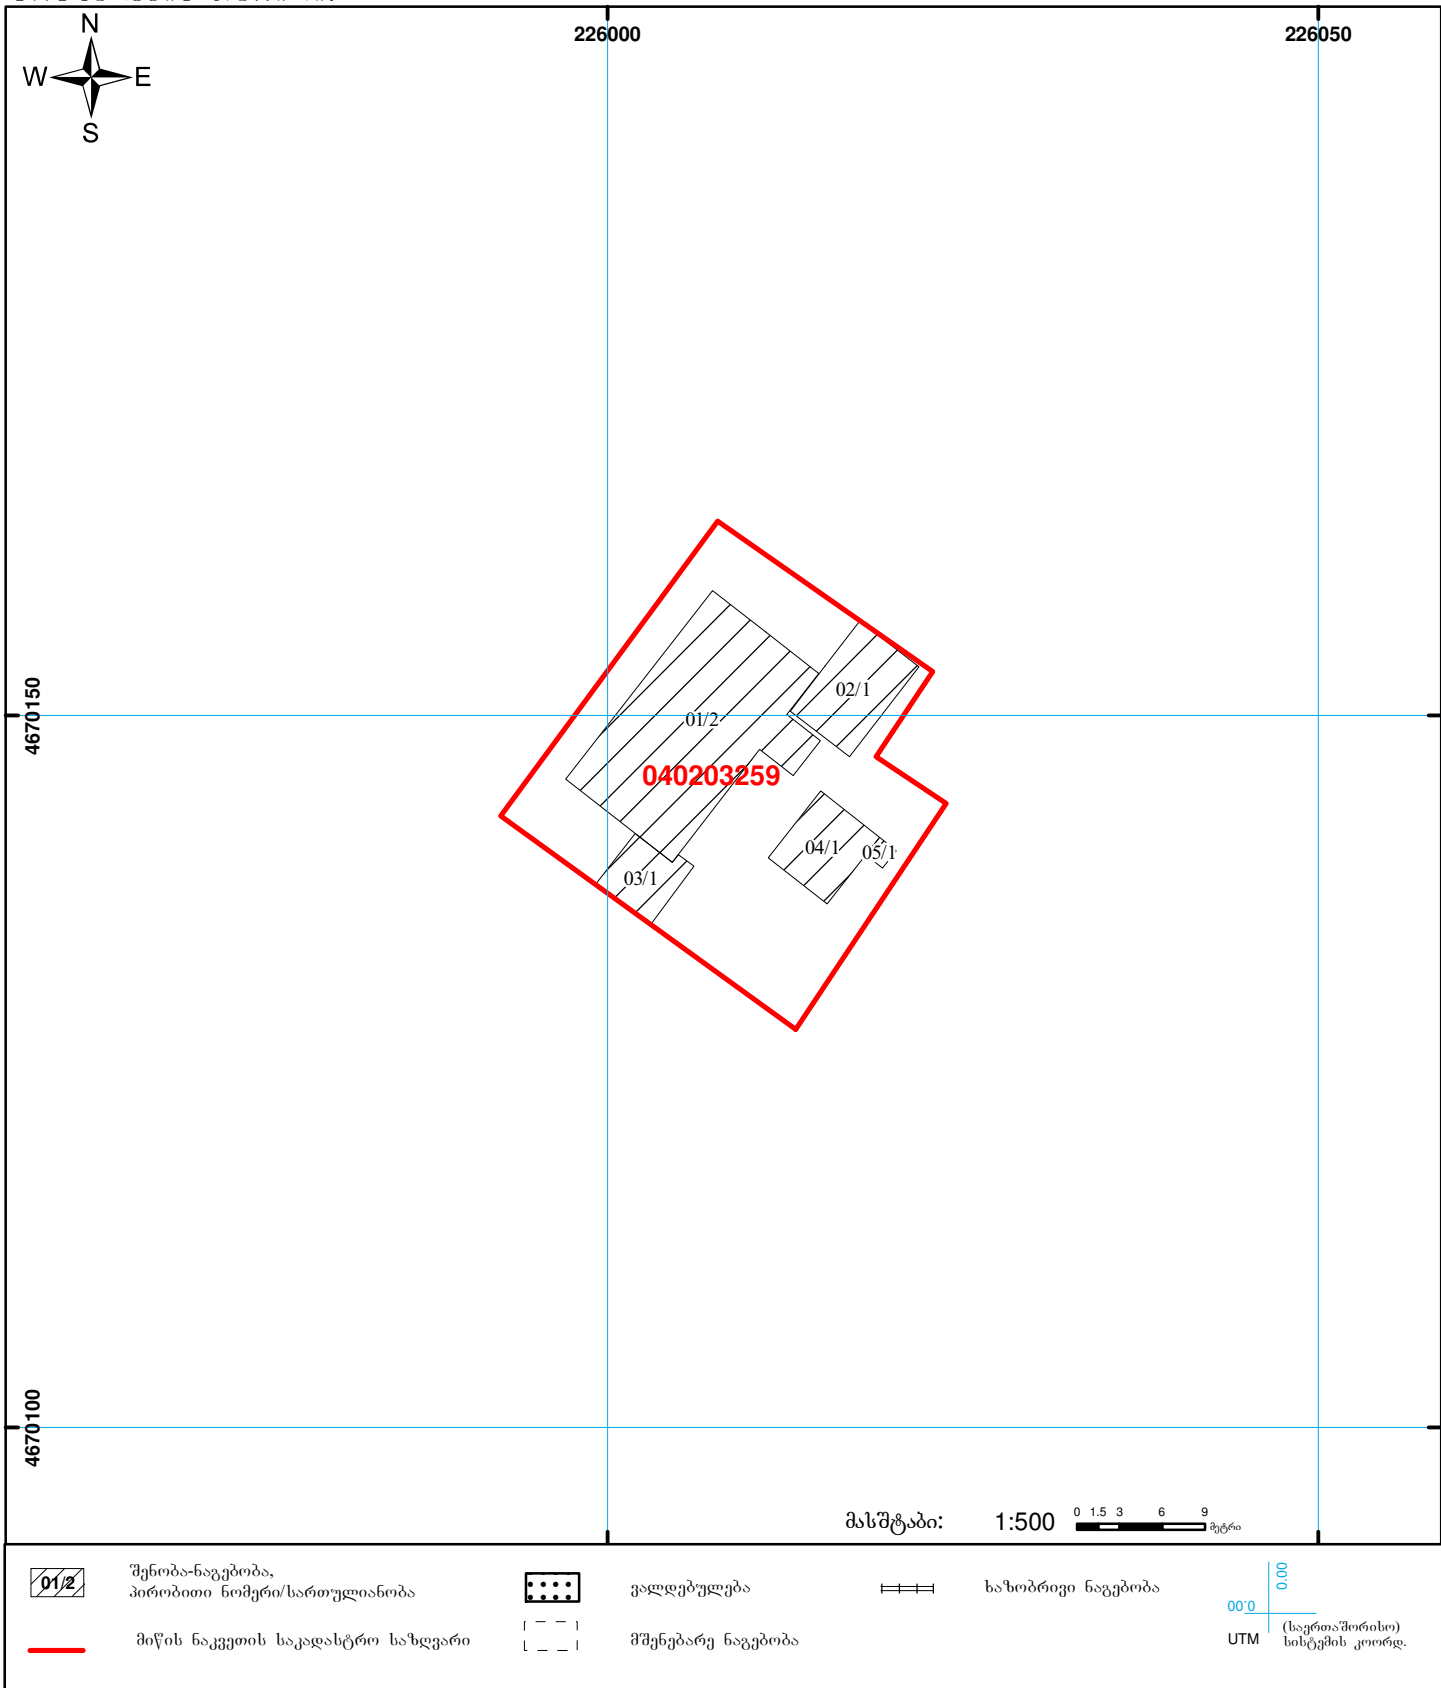 N
W E
S
226000 226050
4670150
4670100
02/1
01/2
040203259
04/1 05/1
03/1
მასშტაბი: 1:500 0 1.5 3 6 9 მეტრი
01/2 შენობა-ნაგებობა,
პირობითი ნომერი/სართულიანობა
ვალდებულება
ხაზობრივი ნაგებობა
მიწის ნაკვეთის საკადასტრო საზღვარი
მშენებარე ნაგებობა
00.0
00.0
UTM (საერთაშორისო)
სისტემის კოორდ.